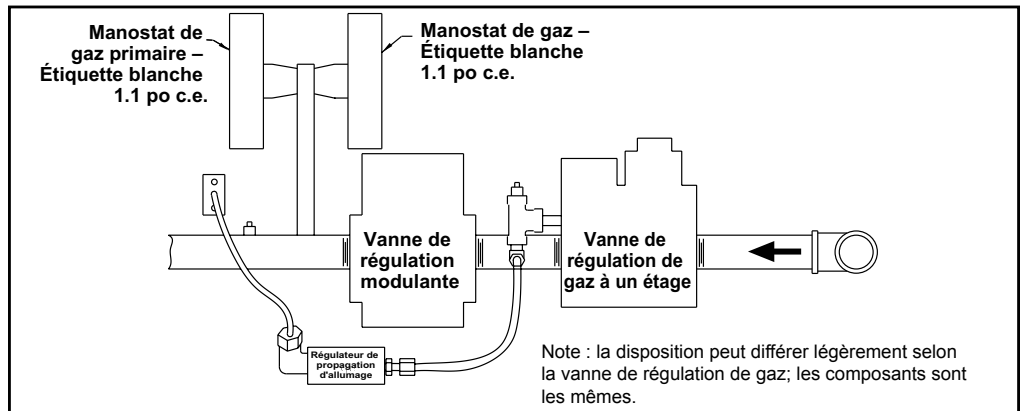 Manostat de
gaz primaire –
Étiquette blanche
1.1 po c.e.
Manostat de gaz –
Étiquette blanche
1.1 po c.e.
Vanne de
régulation
modulante
Vanne de
régulation de
gaz à un étage
Régulateur de
propagation
d'allumage
Note : la disposition peut différer légèrement selon
la vanne de régulation de gaz; les composants sont
les mêmes.